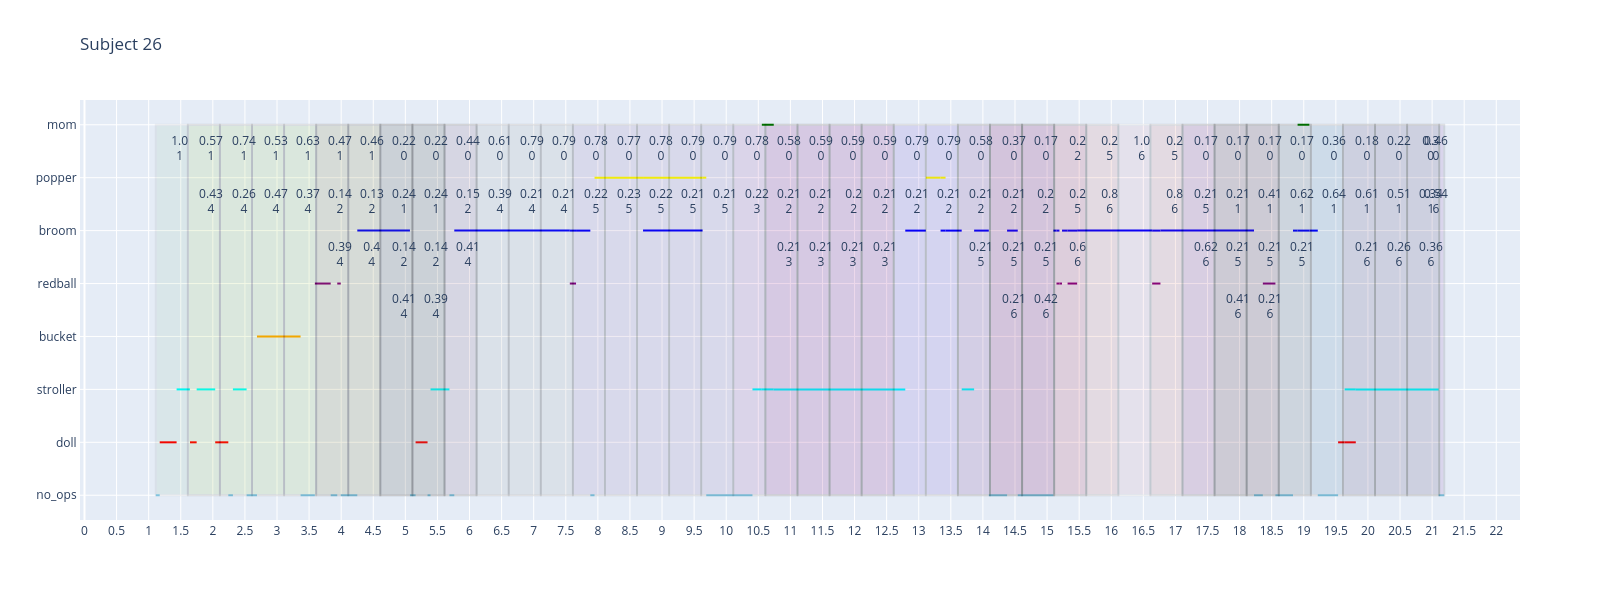 Subject 26
mom
1.0 0.57 0.74 0.53 0.63 0.47 0.46 0.22 0.22 0.44 0.61 0.79 0.79 0.78 0.77 0.78 0.79 0.78 0.58 0.59 0.59 0.59 0.79 0.79 0.58 0.37 0.17 0.2 0.2 1.0 0.2 0.17 0.17 0.17 0.17 0.36 0.18 0.22
1 1 1 1 1 1 1 0 0 0 0 0 0 0 0 0 0 0 0 0 0 0 0 0 0 0 0 2 5 6 5 0 0 0 0 0 0 0
popper
0.43 0.26 0.47 0.37 0.14 0.13 0.24 0.24 0.15 0.39 0.21 0.21 0.22 0.23 0.22 0.21 0.21 0.22 0.21 0.21 0.2 0.2 0.21 0.21 0.21 0.21 0.2 0.2 0.8 0.8 0.21 0.21 0.41 0.62 0.64 0.61 0.51
4 4 4 4 2 2 1 1 2 4 4 4 5 5 5 5 5 3 2 2 2 2 2 2 2 2 2 5 6 6 5 1 1 1 1 1 1
broom
0.39 0.4 0.14 0.14 0.41 0.21 0.21 0.21 0.21 0.21 0.21 0.21 0.6 0.62 0.21 0.21 0.21 0.21 0.26 0.36
4 4 2 2 4 3 3 3 3 5 5 5 6 6 5 5 5 6 6 6
redball
0.41 0.39 0.21 0.42 0.41 0.21
4 4 6 6 6 6
bucket
stroller
doll
no_ops
0 0.5 1 1.5 2 2.5 3 3.5 4 4.5 5 5.5 6 6.5 7 7.5 8 8.5 9 9.5 10 10.5 11 11.5 12 12.5 13 13.5 14 14.5 15 15.5 16 16.5 17 17.5 18 18.5 19 19.5 20 20.5 21 21.5 22